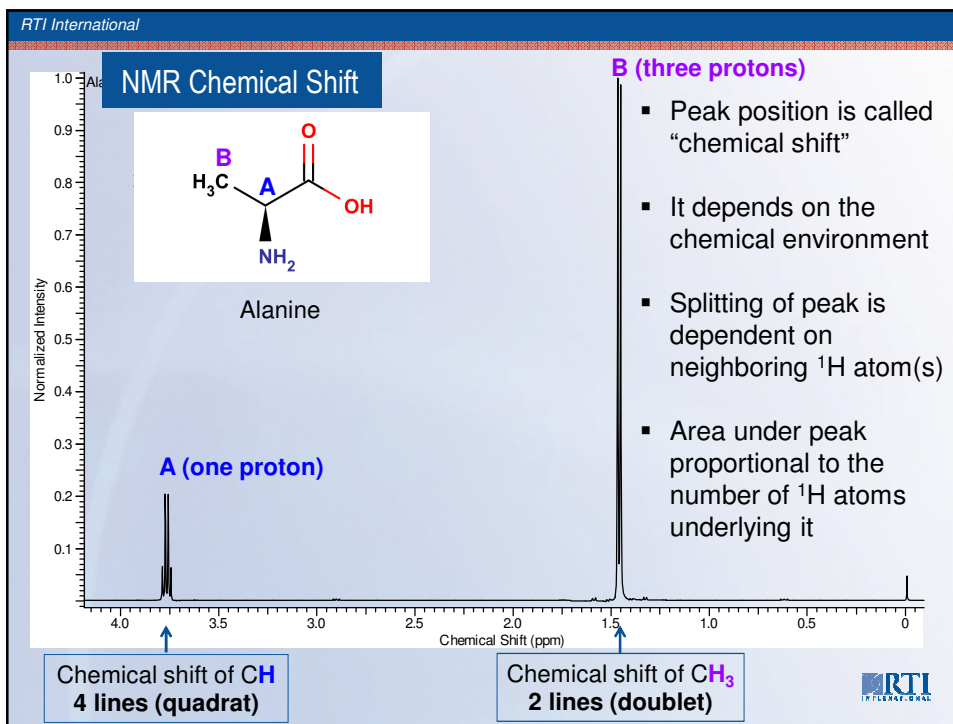 RTI International
NMR Chemical Shift
B (three protons)
1.0
0.9
0.8
0.7
0.6
0.5
0.4
0.3
0.2
0.1
Normalized Intensity
O
B
H3C
A
OH
NH2
Alanine
▪ Peak position is called
“chemical shift”
▪ It depends on the
chemical environment
▪ Splitting of peak is
dependent on
neighboring ¹H atom(s)
▪ Area under peak
proportional to the
number of ¹H atoms
underlying it
A (one proton)
4.0 3.5 3.0 2.5 2.0 1.5 1.0 0.5 0
Chemical Shift (ppm)
Chemical shift of CH
4 lines (quadrat)
Chemical shift of CH3
2 lines (doublet)
RTI
INTERNATIONAL